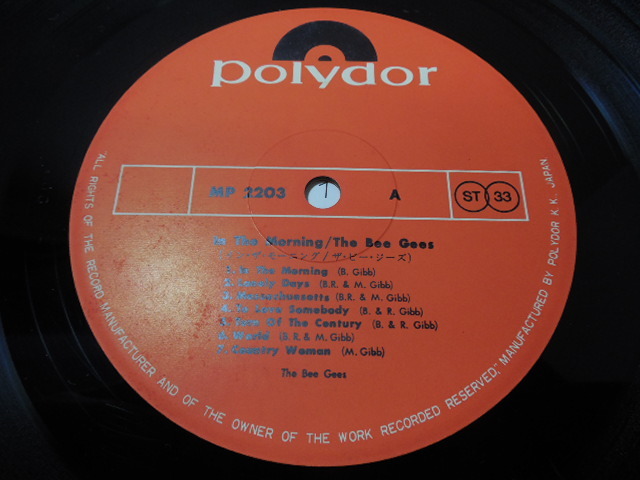 polydor
MP 2203
1
A
ST 33
In The Morning/The Bee Gees
(イン・ザ・モーニング/ザ・ビー・ジーズ)
1. In The Morning (B. Gibb)
2. Lonely Days (B.R. & M. Gibb)
3. Massachusetts (B.R. & M. Gibb)
4. To Love Somebody (B. & R. Gibb)
5. Turn Of The Century (B. & R. Gibb)
6. World (B. R. & M. Gibb)
7. Country Woman (M. Gibb)
The Bee Gees
"ALL RIGHTS OF THE RECORD MANUFACTURER AND OF THE OWNER OF THE WORK RECORDED RESERVED;" MANUFACTURED BY POLYDOR K.K., JAPAN